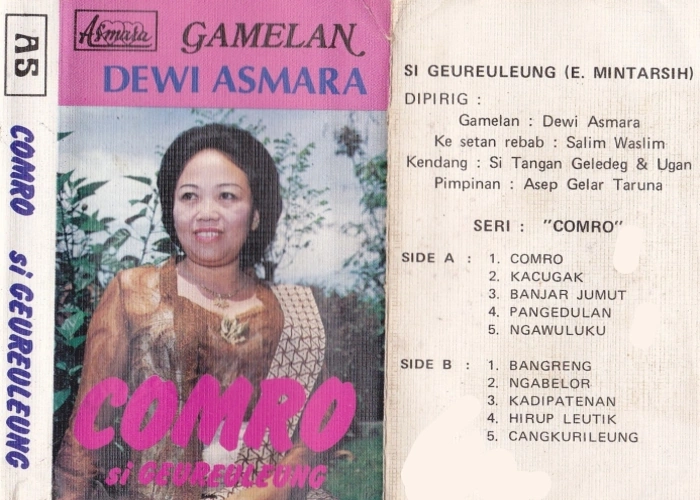 A5
COMRO si GEUREULEUNG
Asmara GAMELAN
DEWI ASMARA
COMRO
si GEUREULEUNG
SI GEUREULEUNG (E. MINTARSIH)
DIPIRIG :
Gamelan : Dewi Asmara
Ke setan rebab : Salim Waslim
Kendang : Si Tangan Geledeg & Ugan
Pimpinan : Asep Gelar Taruna
SERI : "COMRO"
SIDE A : 1. COMRO
2. KACUGAK
3. BANJAR JUMUT
4. PANGEDULAN
5. NGAWULUKU
SIDE B : 1. BANGRENG
2. NGABELOR
3. KADIPATENAN
4. HIRUP LEUTIK
5. CANGKURILEUNG